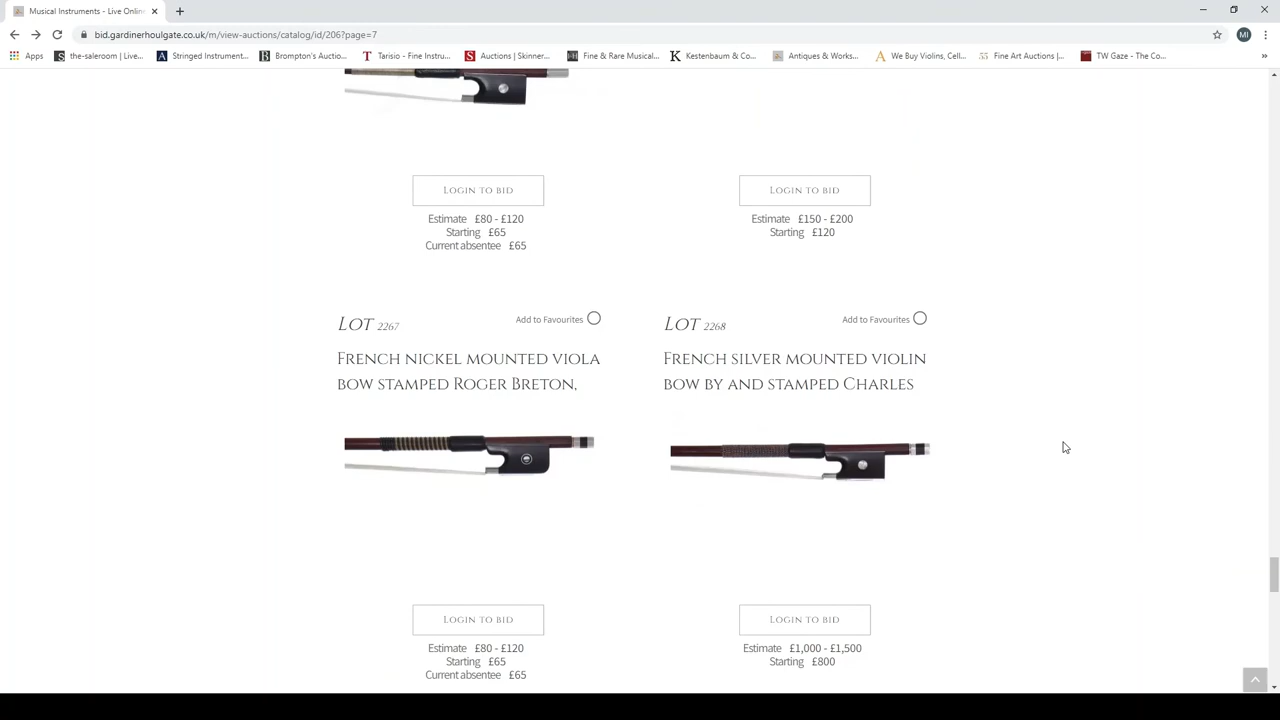 Musical Instruments - Live Onlin
bid.gardinerhoulgate.co.uk/m/view-auctions/catalog/id/206?page=7
MI
Apps
the-saleroom | Live...
Stringed Instrument...
Brompton's Auctio...
Tarisio - Fine Instru...
Auctions | Skinner...
Fine & Rare Musical...
Kestenbaum & Co...
Antiques & Works...
We Buy Violins, Cell...
Fine Art Auctions |...
TW Gaze - The Co...
»
Login to bid
Estimate £80 - £120
Starting £65
Current absentee £65
Login to bid
Estimate £150 - £200
Starting £120
Lot 2267
Add to Favourites
French nickel mounted viola
bow stamped Roger Breton,
Login to bid
Estimate £80 - £120
Starting £65
Current absentee £65
Lot 2268
Add to Favourites
French silver mounted violin
bow by and stamped Charles
Login to bid
Estimate £1,000 - £1,500
Starting £800